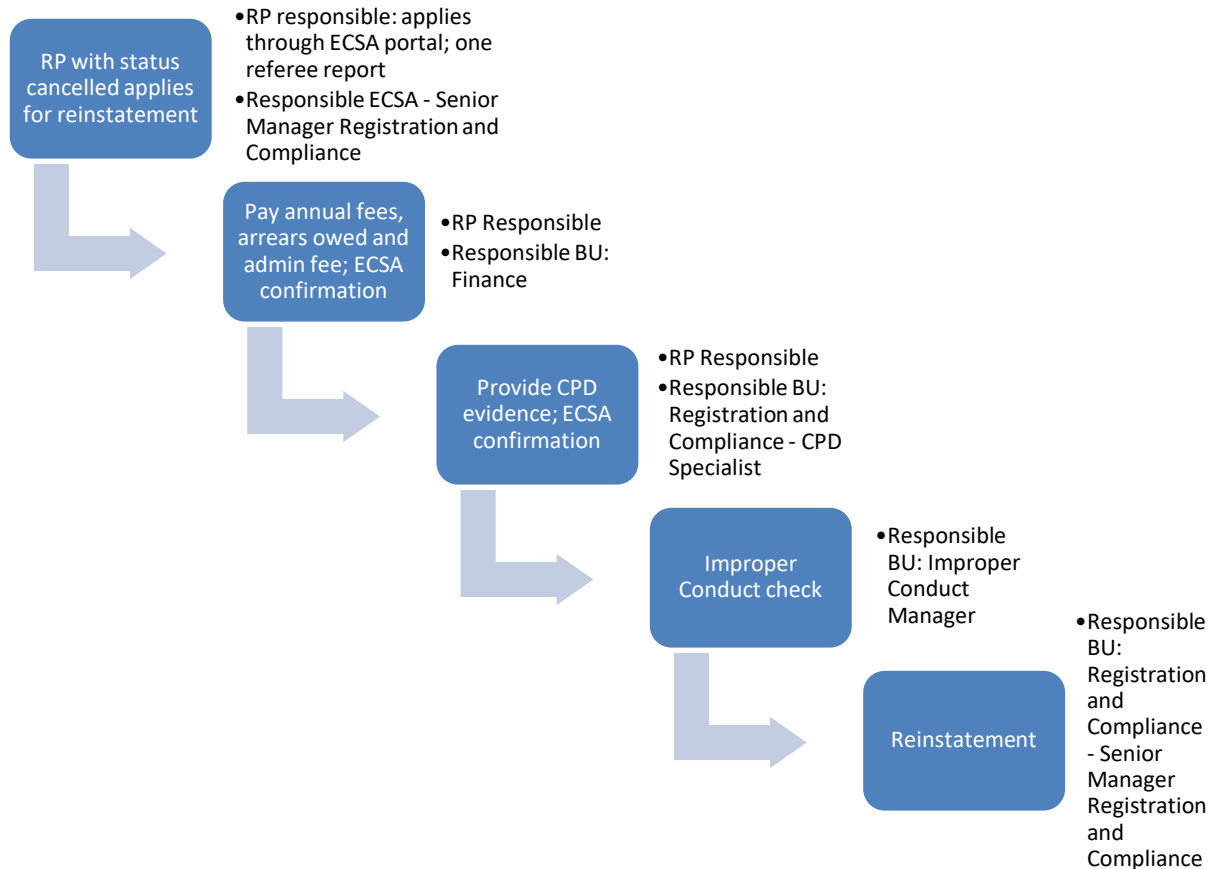 RP with status
cancelled applies
for reinstatement
•RP responsible: applies
through ECSA portal; one
referee report
•Responsible ECSA - Senior
Manager Registration and
Compliance
Pay annual fees,
arrears owed and
admin fee; ECSA
confirmation
•RP Responsible
•Responsible BU:
Finance
Provide CPD
evidence; ECSA
confirmation
•RP Responsible
•Responsible BU:
Registration and
Compliance - CPD
Specialist
Improper
Conduct check
•Responsible
BU: Improper
Conduct
Manager
Reinstatement
•Responsible
BU:
Registration
and
Compliance
- Senior
Manager
Registration
and
Compliance